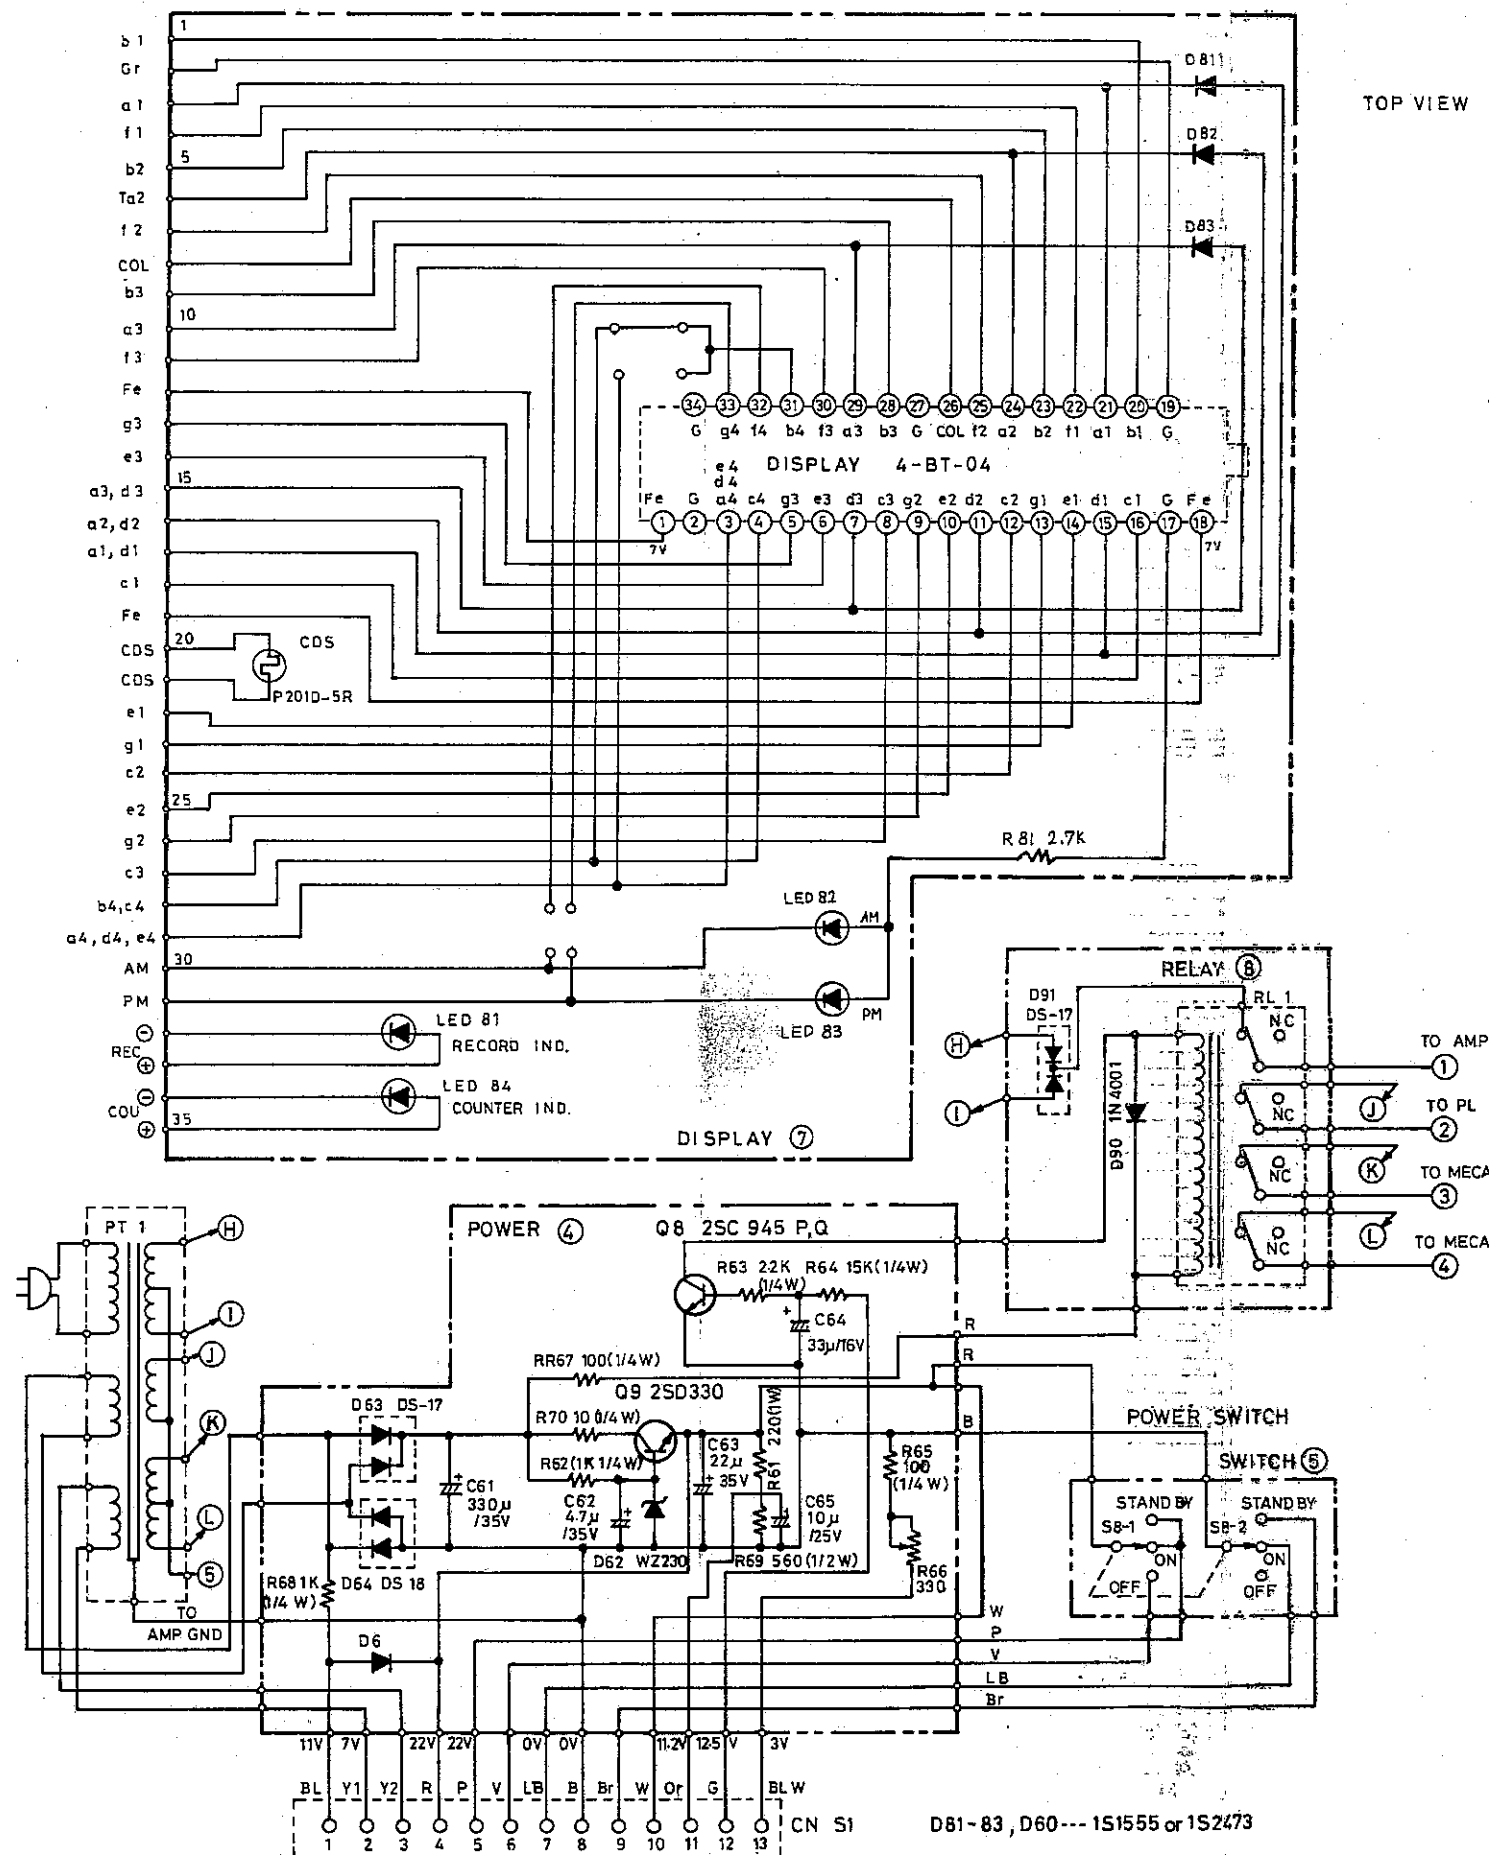 TOP VIEW
1
b1
Gr
a1
f1
5
b2
Ta2
f2
COL
b3
10
a3
f3
Fe
g3
e3
15
a3, d3
a2, d2
a1, d1
c1
Fe
20
CDS
CDS
CDS
P201D-5R
e1
g1
c2
25
e2
g2
c3
b4, c4
a4, d4, e4
30
AM
PM
⊖
REC
⊕
⊖
COU
⊕
35
D811
D82
D83
34 33 32 31 30 29 28 27 26 25 24 23 22 21 20 19
G g4 f4 b4 f3 a3 b3 G COL f2 a2 b2 f1 a1 b1 G
DISPLAY 4-BT-04
e4
d4
Fe G a4 c4 g3 e3 d3 c3 g2 e2 d2 c2 g1 e1 d1 c1 G Fe
1 2 3 4 5 6 7 8 9 10 11 12 13 14 15 16 17 18
7V
7V
R81 2.7K
LED 82
AM
LED 83
PM
LED 81
RECORD IND.
LED 84
COUNTER IND.
DISPLAY 7
RELAY 8
D91
DS-17
RL 1
NC
H
I
D90 1N4001
NC
NC
NC
J
K
L
TO AMP
1
TO PL
2
TO MECA
3
TO MECA
4
PT 1
H
I
J
K
L
5
TO
AMP GND
POWER 4
Q8 2SC 945 P,Q
R63 22K
(1/4W)
R64 15K(1/4W)
C64
33μ/16V
RR67 100(1/4W)
Q9 2SD330
D63 DS-17
R70 10(1/4W)
R62(1K 1/4W)
C61
330μ
/35V
C62
4.7μ
/35V
D62 WZ230
C63
22μ
35V
R61 220(1W)
C65
10μ
/25V
R69 560(1/2W)
R65
100
(1/4W)
R66
330
R68 1K
(1/4W)
D64 DS 18
D6
R
R
B
W
P
V
LB
Br
POWER SWITCH
SWITCH 5
STAND BY
STAND BY
S8-1
S8-2
ON
ON
OFF
OFF
11V 7V 22V 22V 0V 0V 11.2V 12.5 V 3V
BL Y1 Y2 R P V LB B Br W Or G BL W
1 2 3 4 5 6 7 8 9 10 11 12 13
CN S1
D81~83, D60---1S1555 or 1S2473